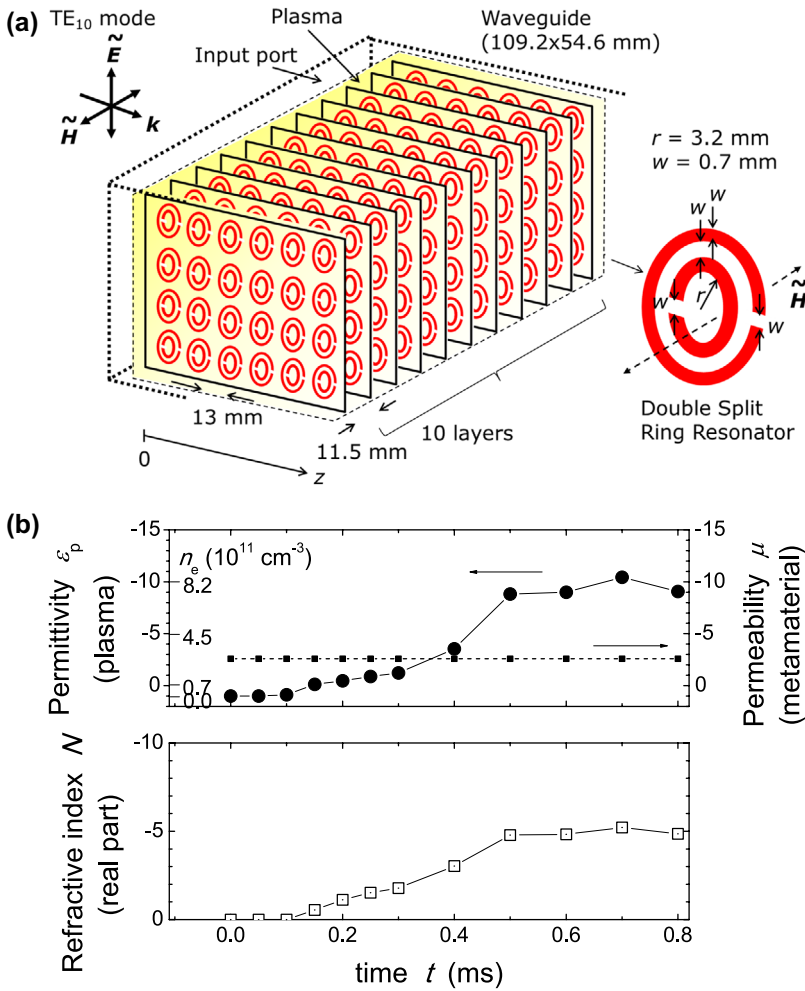 (a)
TE10 mode
Ẽ
H̃
k
Input port
Plasma
Waveguide
(109.2x54.6 mm)
r = 3.2 mm
w = 0.7 mm
w
w
r
w
w
H̃
Double Split
Ring Resonator
13 mm
11.5 mm
10 layers
0
z
(b)
Permittivity εp
(plasma)
-15
-10
-5
0
ne (10^11 cm^-3)
8.2
4.5
0.7
0.0
-15
-10
-5
0
Permeability μ
(metamaterial)
Refractive index N
(real part)
-10
-5
0
0.0
0.2
0.4
0.6
0.8
time t (ms)